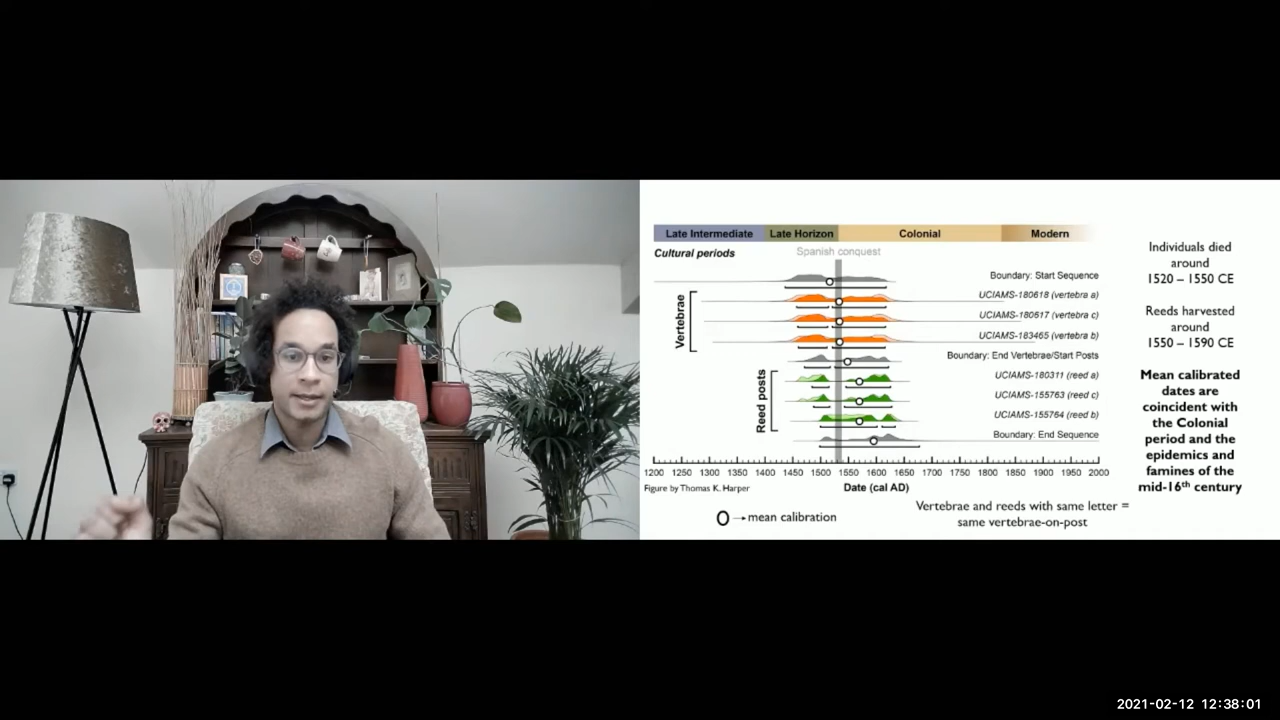 Late Intermediate Late Horizon Colonial Modern
Cultural periods
Spanish conquest
Boundary: Start Sequence
Vertebrae
UCIAMS-180618 (vertebra a)
UCIAMS-180617 (vertebra c)
UCIAMS-183465 (vertebra b)
Boundary: End Vertebrae/Start Posts
Reed posts
UCIAMS-180311 (reed a)
UCIAMS-155763 (reed c)
UCIAMS-155764 (reed b)
Boundary: End Sequence
1200 1250 1300 1350 1400 1450 1500 1550 1600 1650 1700 1750 1800 1850 1900 1950 2000
Figure by Thomas K. Harper
Date (cal AD)
mean calibration
Vertebrae and reeds with same letter =
same vertebrae-on-post
Individuals died
around
1520 – 1550 CE
Reeds harvested
around
1550 – 1590 CE
Mean calibrated
dates are
coincident with
the Colonial
period and the
epidemics and
famines of the
mid-16th century
2021-02-12 12:38:01